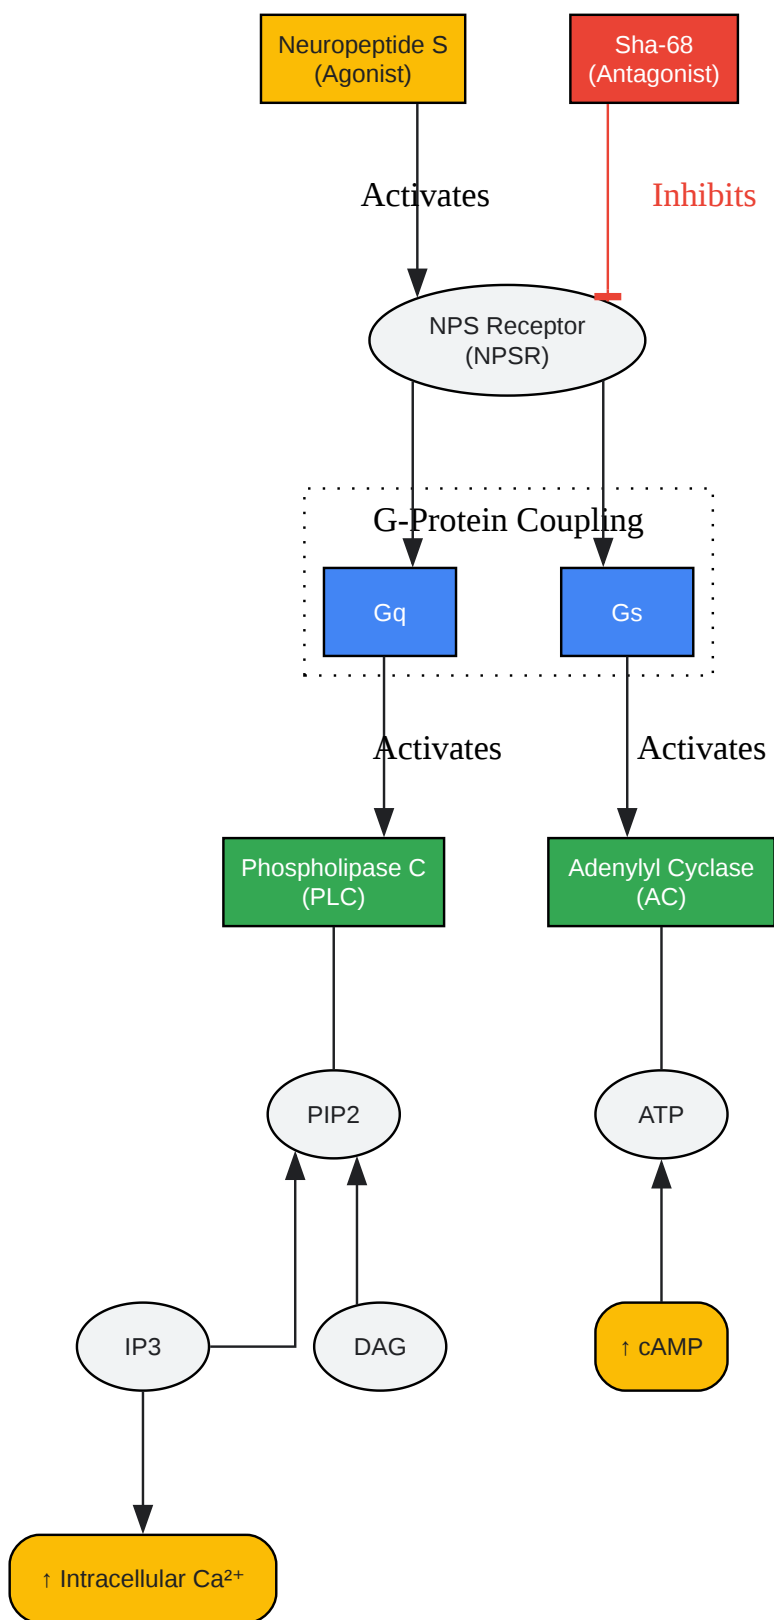 Neuropeptide S
(Agonist)
Sha-68
(Antagonist)
Activates
Inhibits
NPS Receptor
(NPSR)
G-Protein Coupling
Gq
Gs
Activates
Activates
Phospholipase C
(PLC)
Adenylyl Cyclase
(AC)
PIP2
ATP
IP3
DAG
↑ cAMP
↑ Intracellular Ca²⁺